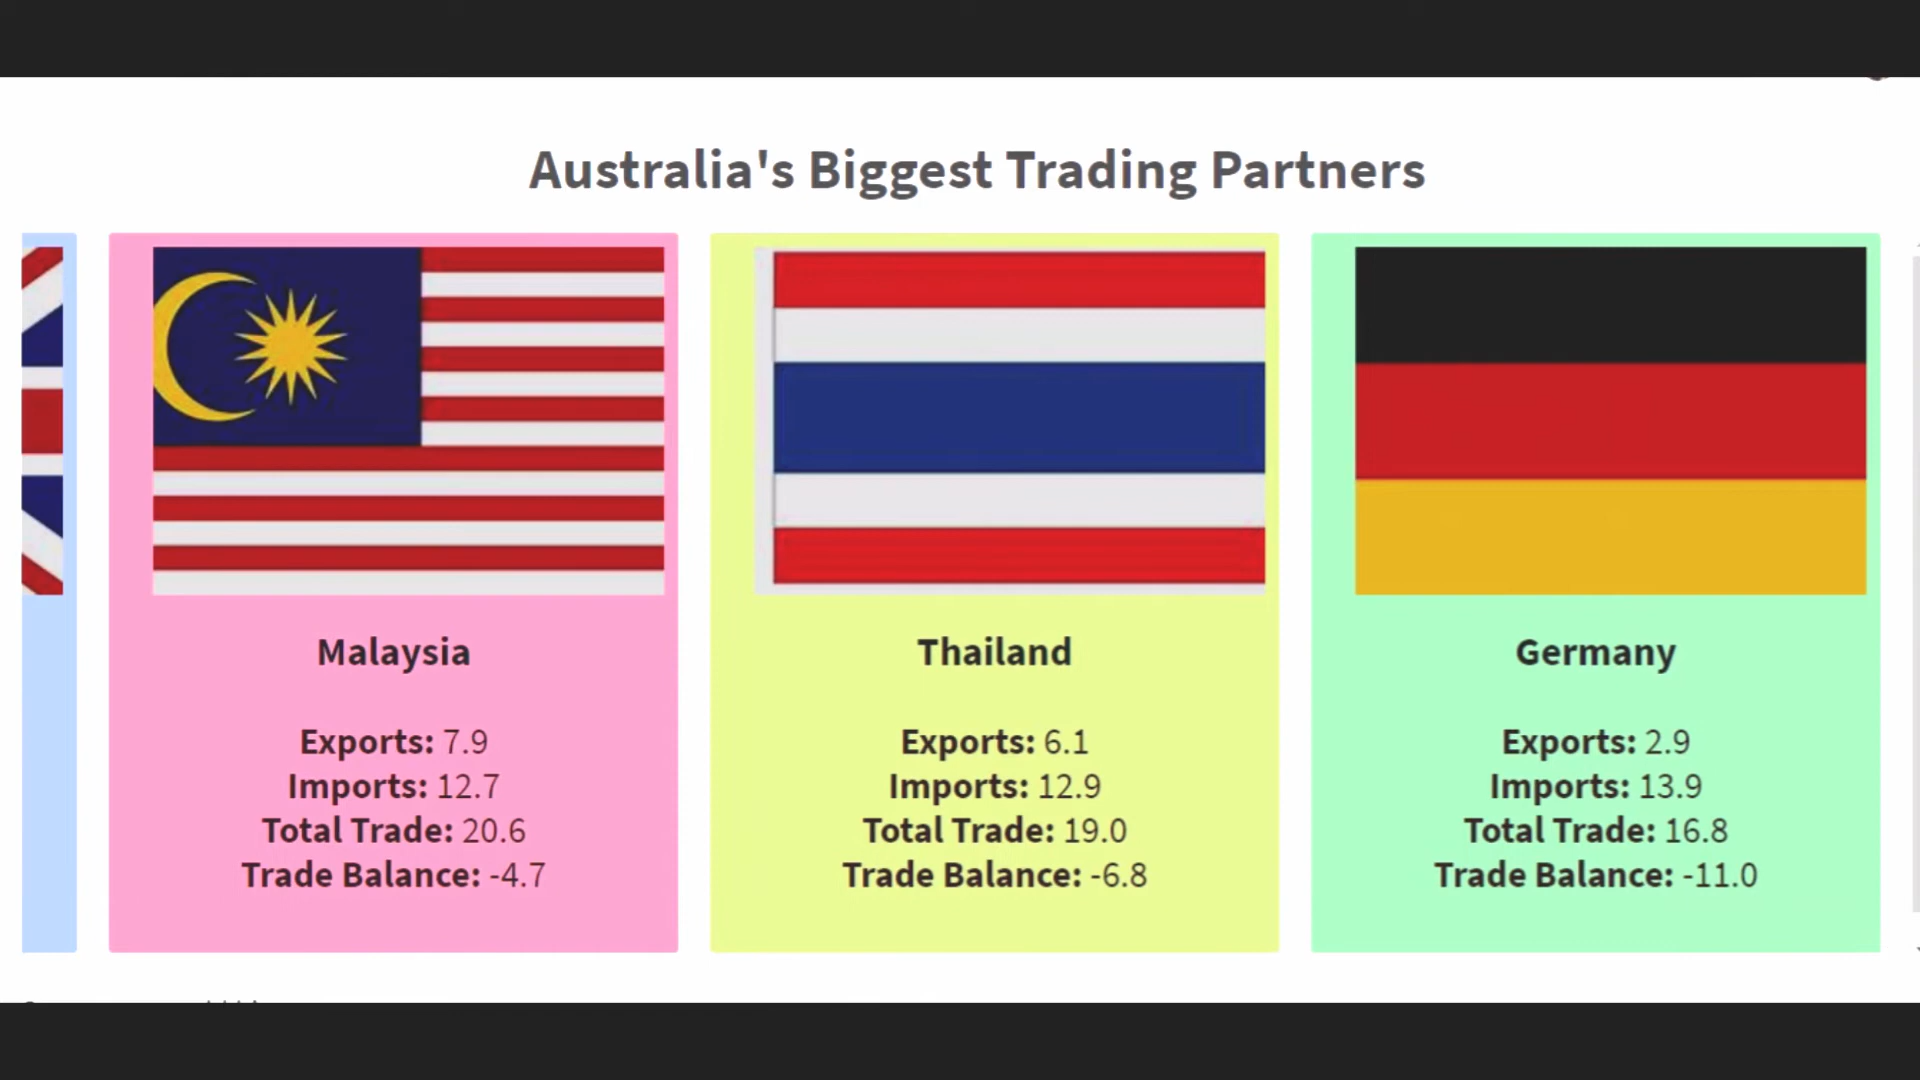 Australia's Biggest Trading Partners
Malaysia
Exports: 7.9
Imports: 12.7
Total Trade: 20.6
Trade Balance: -4.7
Thailand
Exports: 6.1
Imports: 12.9
Total Trade: 19.0
Trade Balance: -6.8
Germany
Exports: 2.9
Imports: 13.9
Total Trade: 16.8
Trade Balance: -11.0